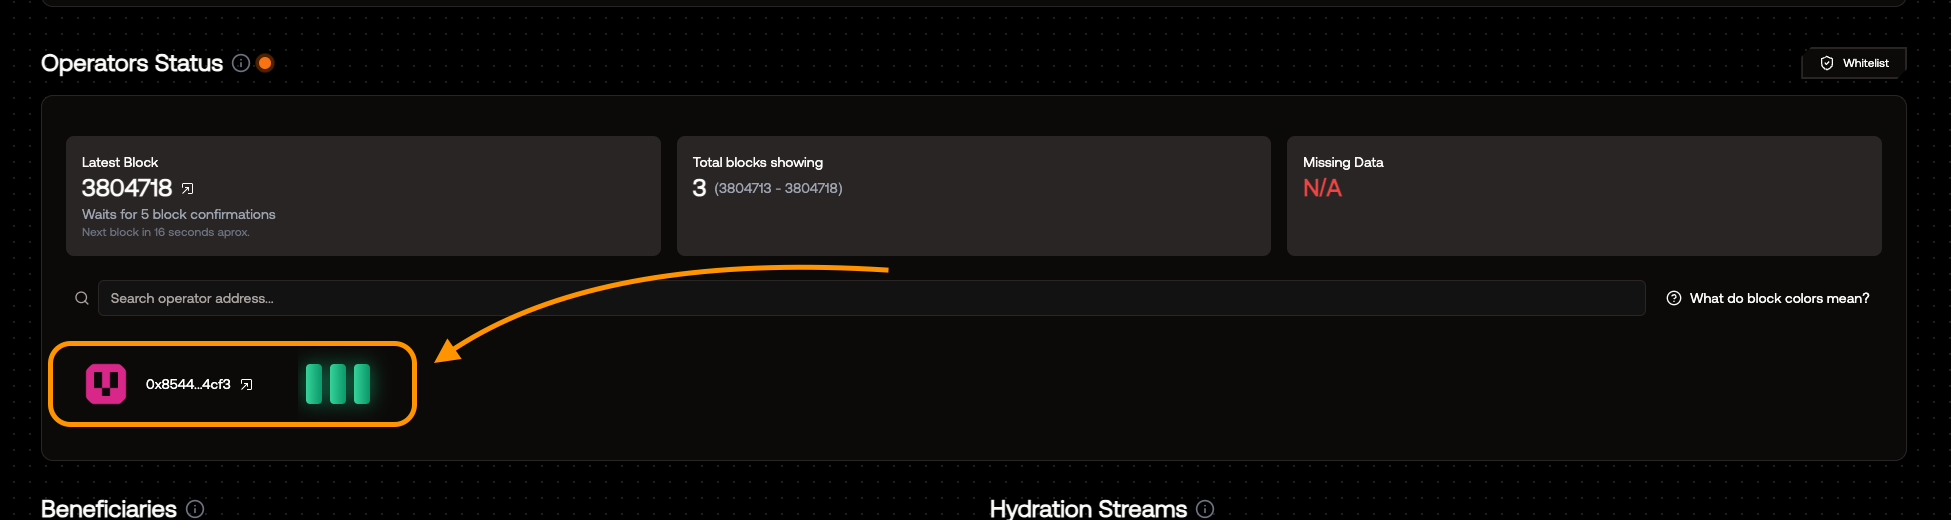 Operators Status
Whitelist
Latest Block
3804718
Waits for 5 block confirmations
Next block in 16 seconds aprox.
Total blocks showing
3 (3804713 - 3804718)
Missing Data
N/A
Search operator address...
What do block colors mean?
0x8544...4cf3
Beneficiaries
Hydration Streams